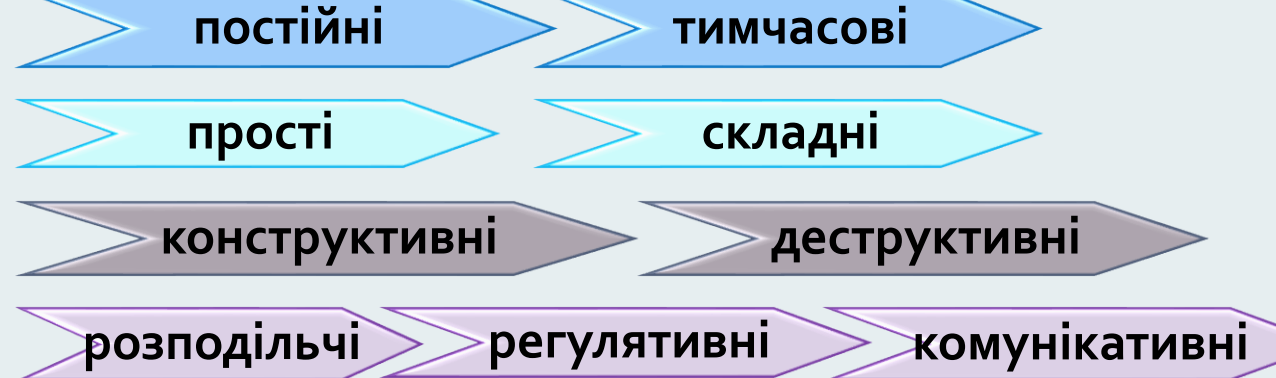 постійні тимчасові
прості складні
конструктивні деструктивні
розподільчі регулятивні комунікативні